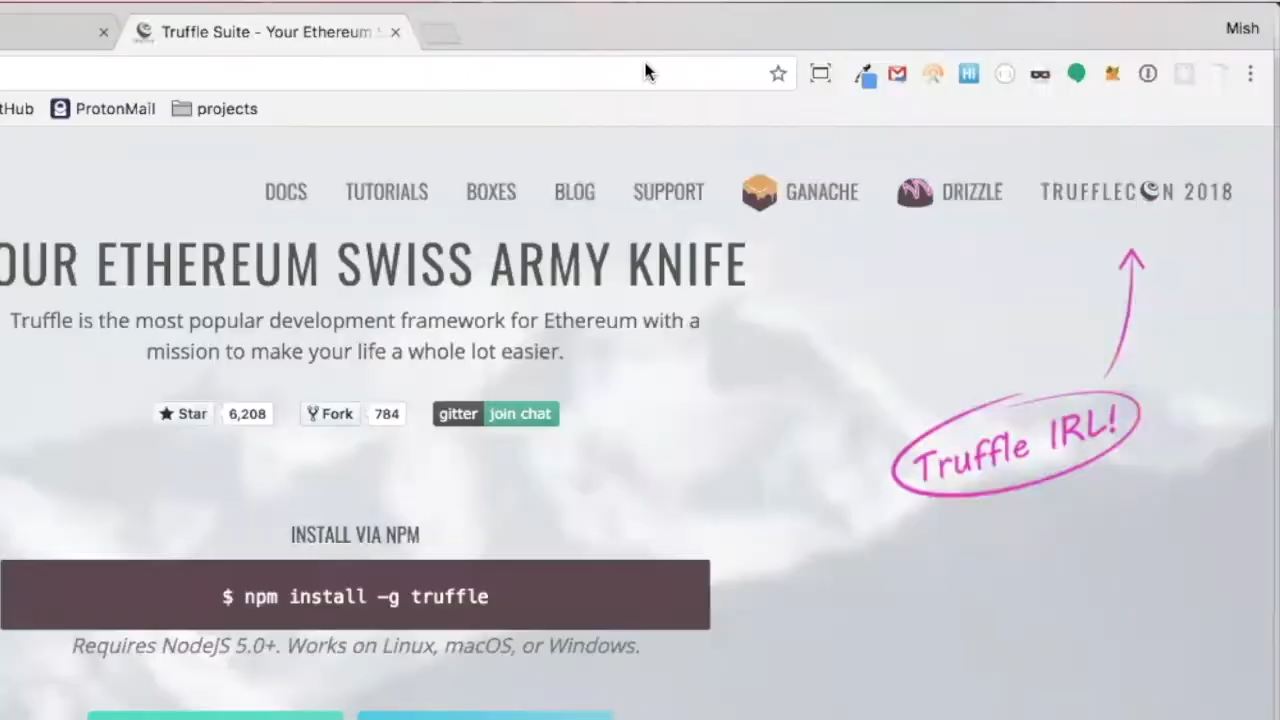 Mish
Truffle Suite - Your Ethereum
tHub ProtonMail projects
DOCS TUTORIALS BOXES BLOG SUPPORT GANACHE DRIZZLE TRUFFLECON 2018
OUR ETHEREUM SWISS ARMY KNIFE
Truffle is the most popular development framework for Ethereum with a
mission to make your life a whole lot easier.
Star 6,208 Fork 784 gitter join chat
Truffle IRL!
INSTALL VIA NPM
$ npm install -g truffle
Requires NodeJS 5.0+. Works on Linux, macOS, or Windows.
Hi